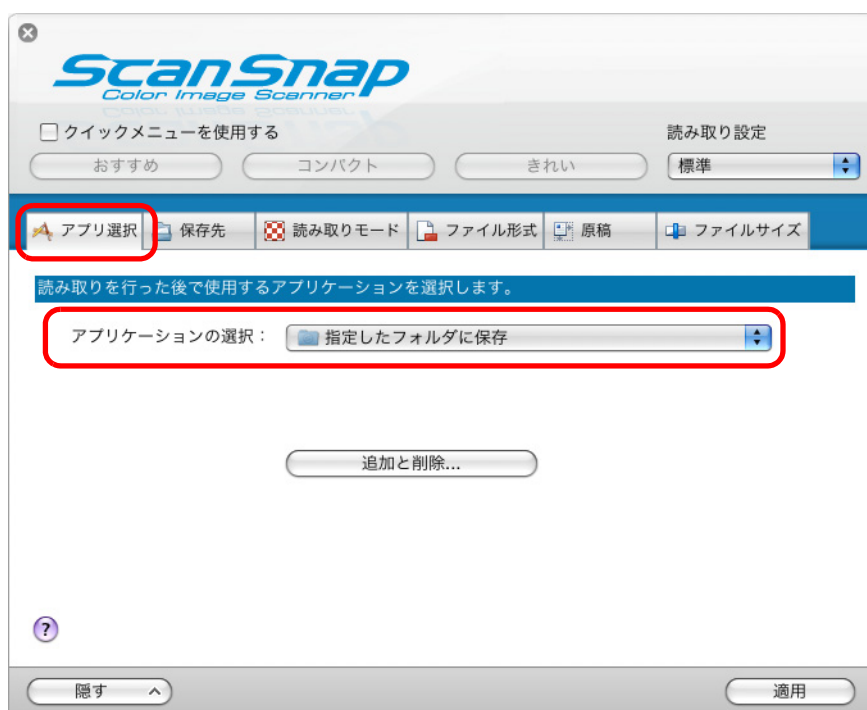 ScanSnap
Color Image Scanner
クイックメニューを使用する
読み取り設定
おすすめ
コンパクト
きれい
標準
アプリ選択
保存先
読み取りモード
ファイル形式
原稿
ファイルサイズ
読み取りを行った後で使用するアプリケーションを選択します。
アプリケーションの選択：
指定したフォルダに保存
追加と削除...
?
隠す
適用